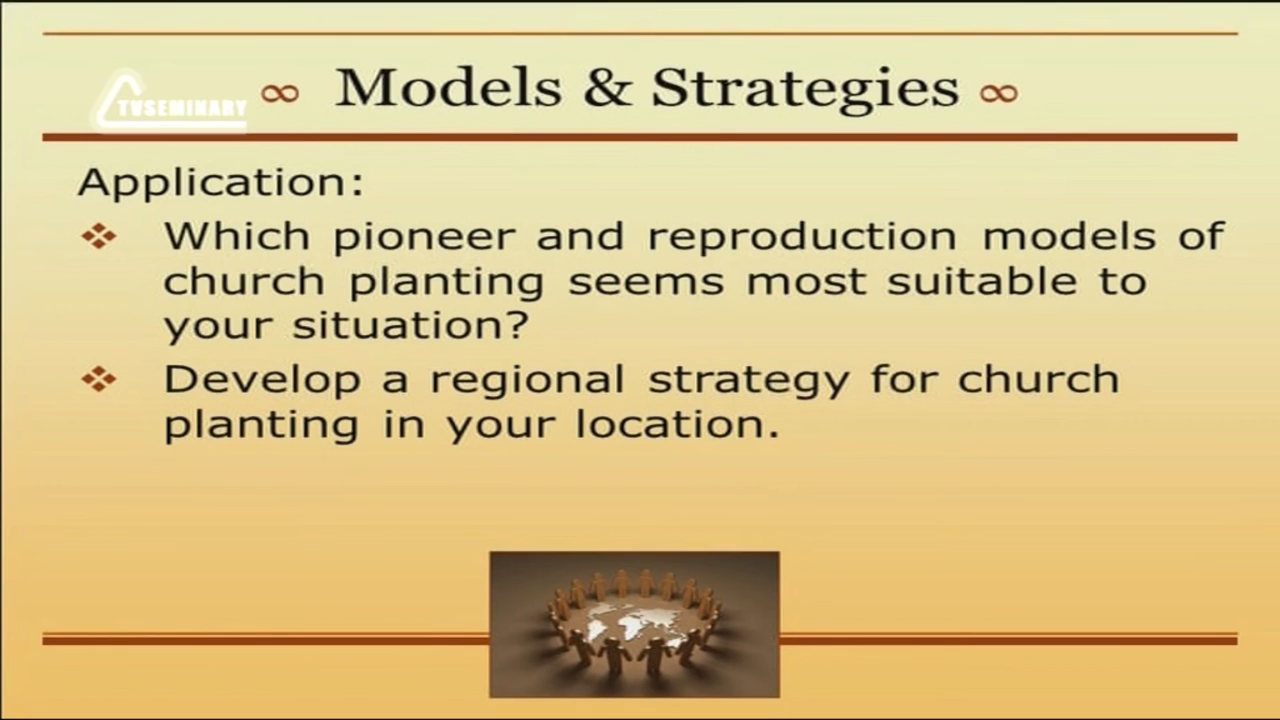 TVSEMINARY
∞ Models & Strategies ∞
Application:
❖ Which pioneer and reproduction models of
church planting seems most suitable to
your situation?
❖ Develop a regional strategy for church
planting in your location.